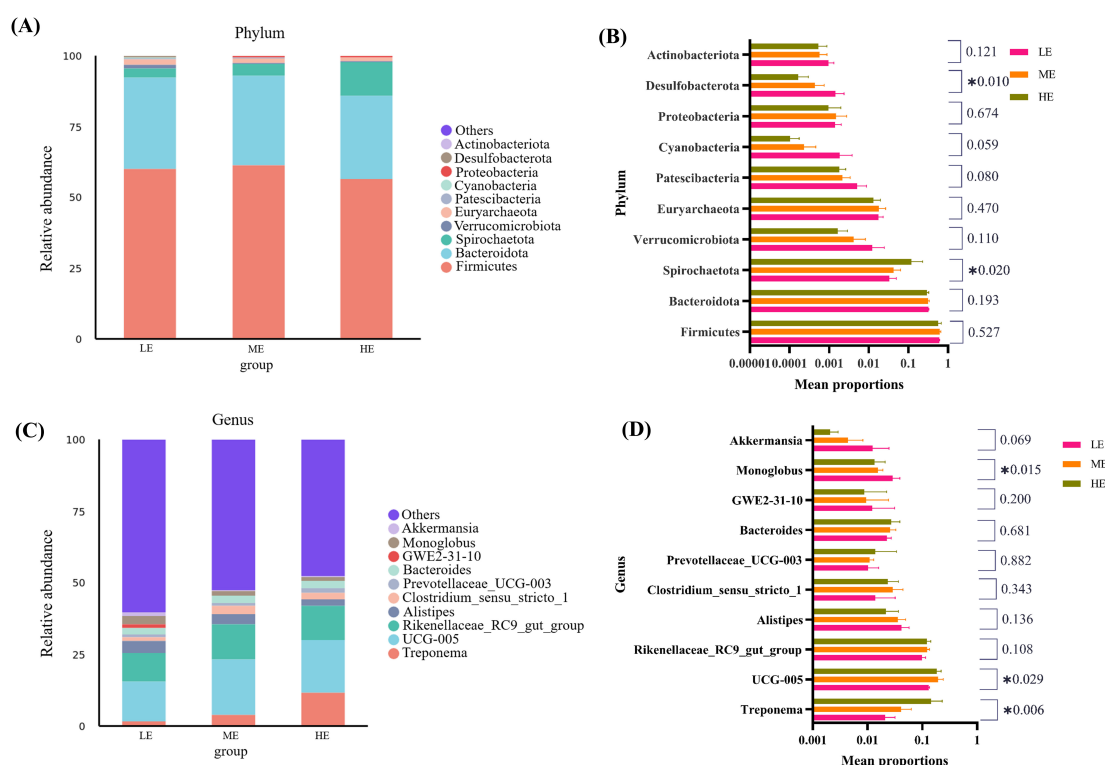 (A)
Phylum
Relative abundance
100
75
50
25
0
LE
ME
HE
group
Others
Actinobacteriota
Desulfobacterota
Proteobacteria
Cyanobacteria
Patescibacteria
Euryarchaeota
Verrucomicrobiota
Spirochaetota
Bacteroidota
Firmicutes
(B)
Phylum
Actinobacteriota
Desulfobacterota
Proteobacteria
Cyanobacteria
Patescibacteria
Euryarchaeota
Verrucomicrobiota
Spirochaetota
Bacteroidota
Firmicutes
0.00001 0.0001 0.001 0.01 0.1 1
Mean proportions
0.121
*0.010
0.674
0.059
0.080
0.470
0.110
*0.020
0.193
0.527
LE
ME
HE
(C)
Genus
Relative abundance
100
75
50
25
0
LE
ME
HE
group
Others
Akkermansia
Monoglobus
GWE2-31-10
Bacteroides
Prevotellaceae_UCG-003
Clostridium_sensu_stricto_1
Alistipes
Rikenellaceae_RC9_gut_group
UCG-005
Treponema
(D)
Genus
Akkermansia
Monoglobus
GWE2-31-10
Bacteroides
Prevotellaceae_UCG-003
Clostridium_sensu_stricto_1
Alistipes
Rikenellaceae_RC9_gut_group
UCG-005
Treponema
0.001 0.01 0.1 1
Mean proportions
0.069
*0.015
0.200
0.681
0.882
0.343
0.136
0.108
*0.029
*0.006
LE
ME
HE